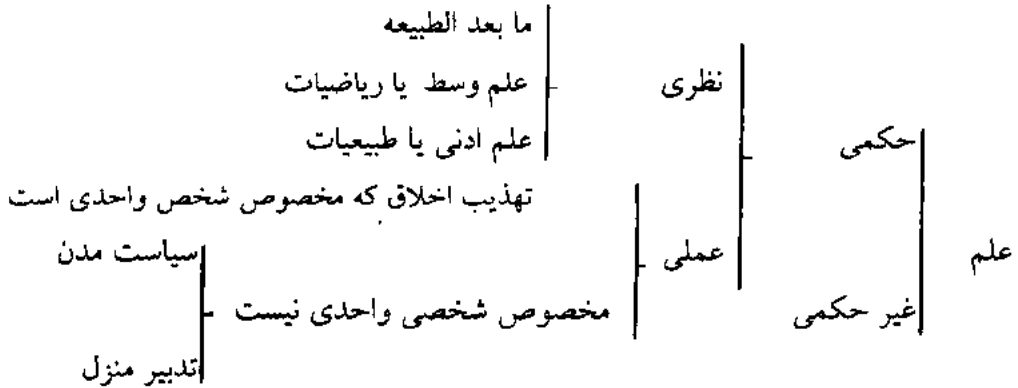 ما بعد الطبیعه
نظری علم وسط یا ریاضیات
حکمی علم ادنی یا طبیعیات
تهذیب اخلاق که مخصوص شخص واحدی است
علم عملی سیاست مدن
غیر حکمی مخصوص شخصی واحدی نیست
تدبیر منزل